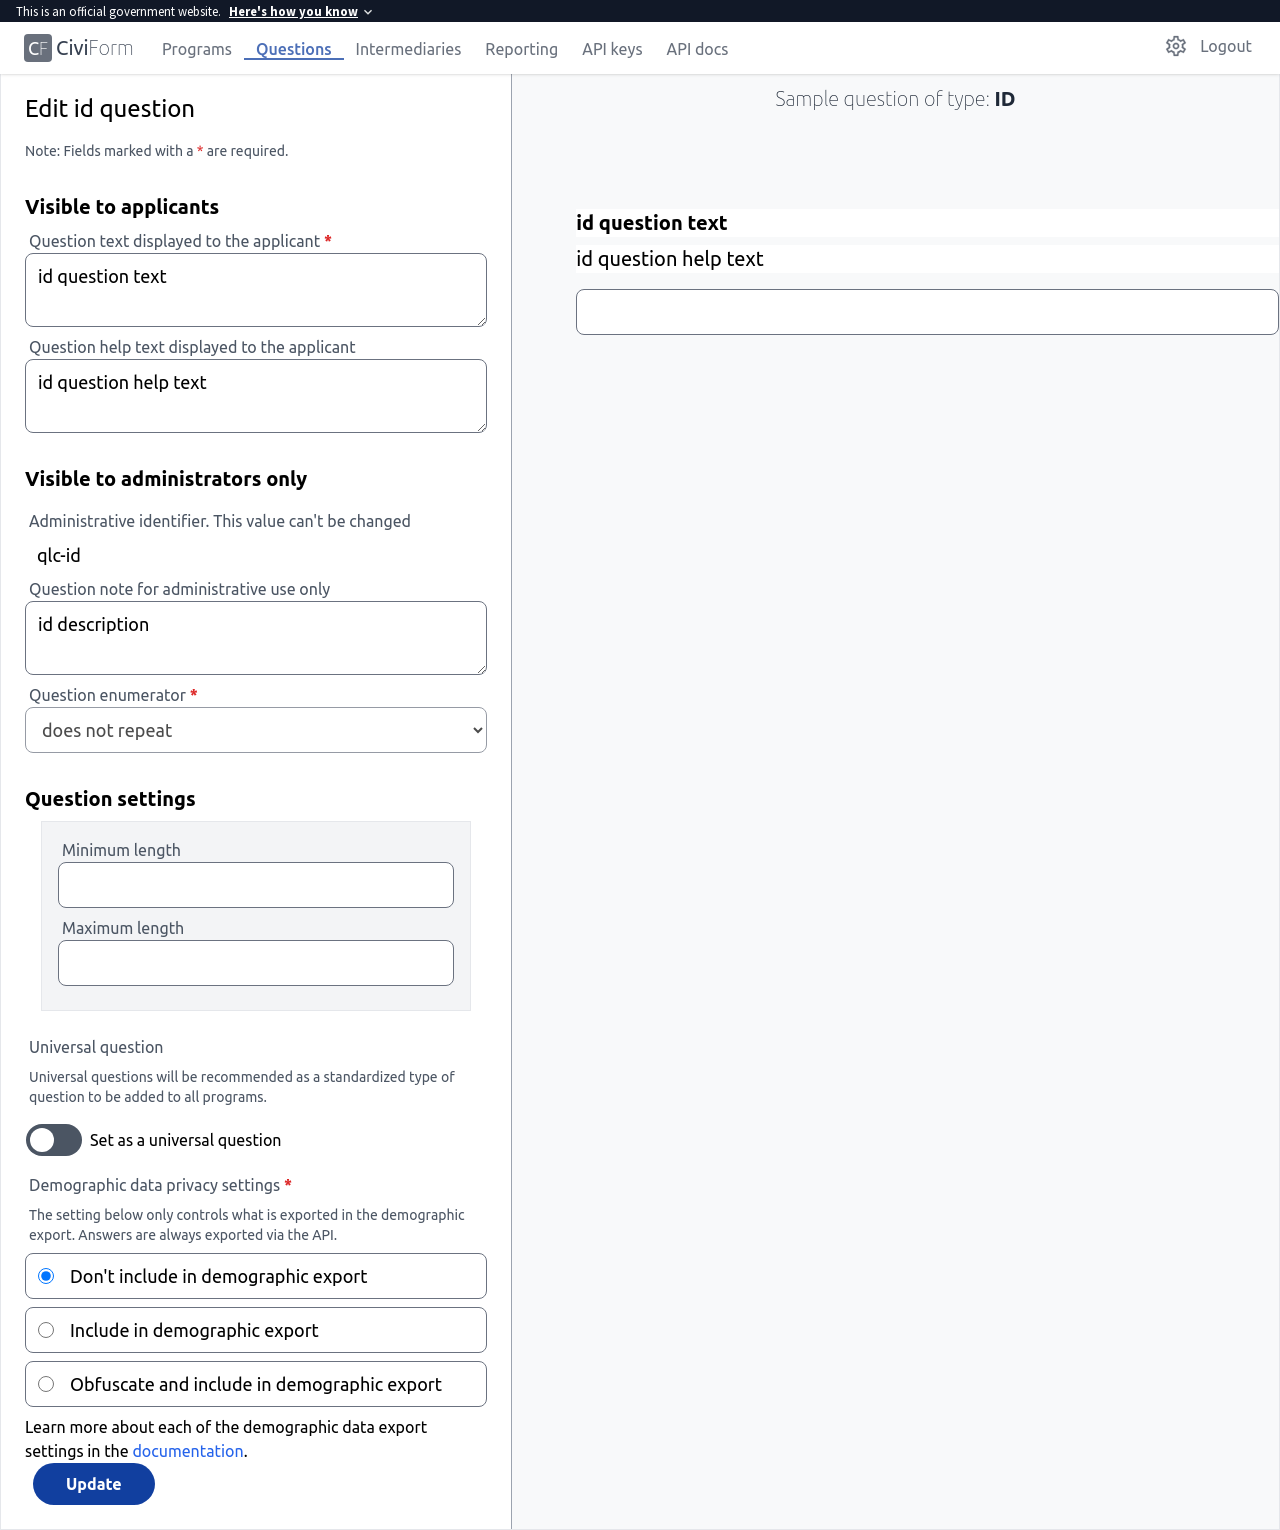 This is an official government website. Here's how you know
CF CiviForm Programs Questions Intermediaries Reporting API keys API docs Logout
Edit id question
Note: Fields marked with a * are required.
Visible to applicants
Question text displayed to the applicant *
id question text
Question help text displayed to the applicant
id question help text
Visible to administrators only
Administrative identifier. This value can't be changed
qlc-id
Question note for administrative use only
id description
Question enumerator *
does not repeat
Question settings
Minimum length
Maximum length
Universal question
Universal questions will be recommended as a standardized type of
question to be added to all programs.
Set as a universal question
Demographic data privacy settings *
The setting below only controls what is exported in the demographic
export. Answers are always exported via the API.
Don't include in demographic export
Include in demographic export
Obfuscate and include in demographic export
Learn more about each of the demographic data export
settings in the documentation.
Update
Sample question of type: ID
id question text
id question help text